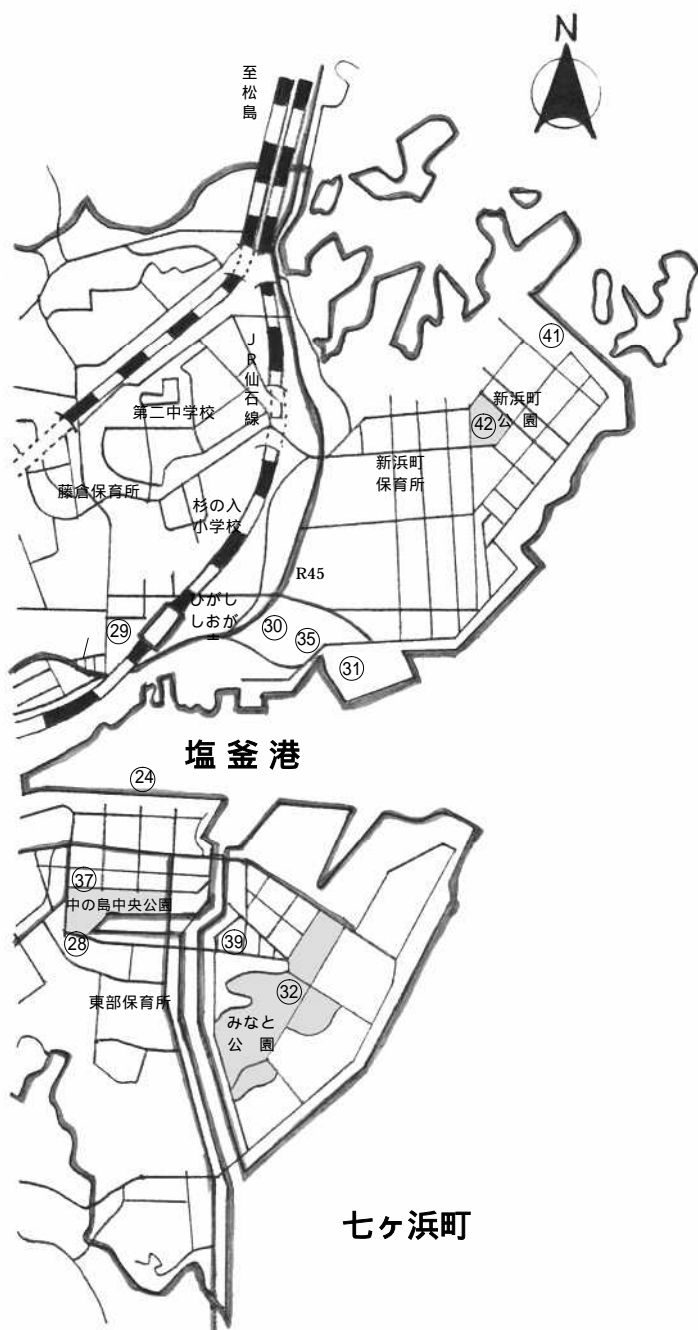 N
至松島
JR仙石線
第二中学校
㊶
新浜町
公園
㊷
新浜町
保育所
藤倉保育所
杉の入
小学校
R45
ひがし
しおがま
㉙
㉚
㉟
㉛
塩釜港
㉔
㊲
中の島中央公園
㉘
㊴
東部保育所
㉜
みなと
公園
七ヶ浜町